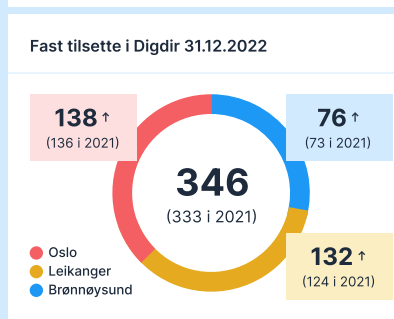 Fast tilsette i Digdir 31.12.2022
138 ↑
(136 i 2021)
76 ↑
(73 i 2021)
346
(333 i 2021)
132 ↑
(124 i 2021)
Oslo
Leikanger
Brønnøysund